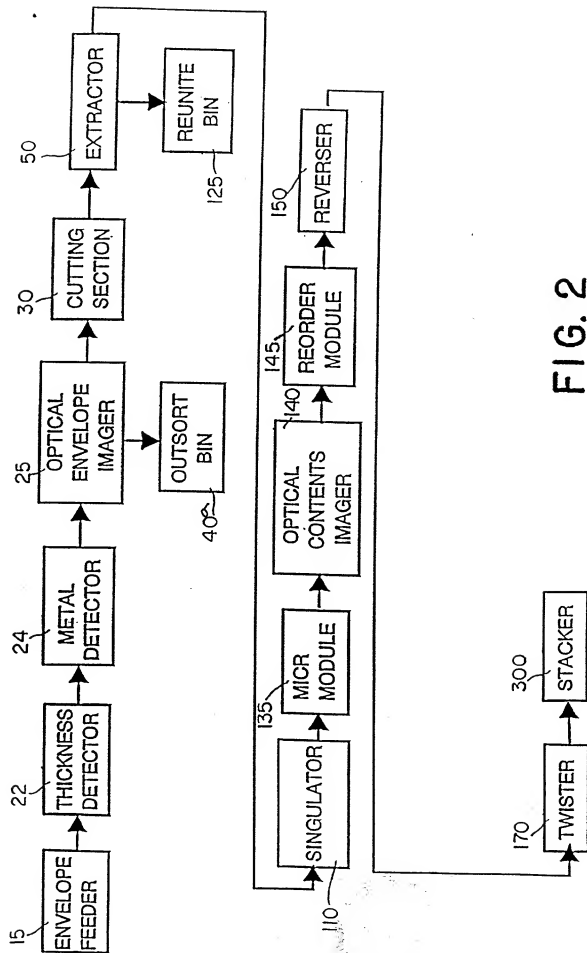 15
ENVELOPE
FEEDER
22
THICKNESS
DETECTOR
24
METAL
DETECTOR
25
OPTICAL
ENVELOPE
IMAGER
OUTSORT
BIN
40
30
CUTTING
SECTION
50
EXTRACTOR
REUNITE
BIN
125
SINGULATOR
110
135
MICR
MODULE
OPTICAL
CONTENTS
IMAGER
140
145
REORDER
MODULE
150
REVERSER
170
TWISTER
300
STACKER
FIG. 2